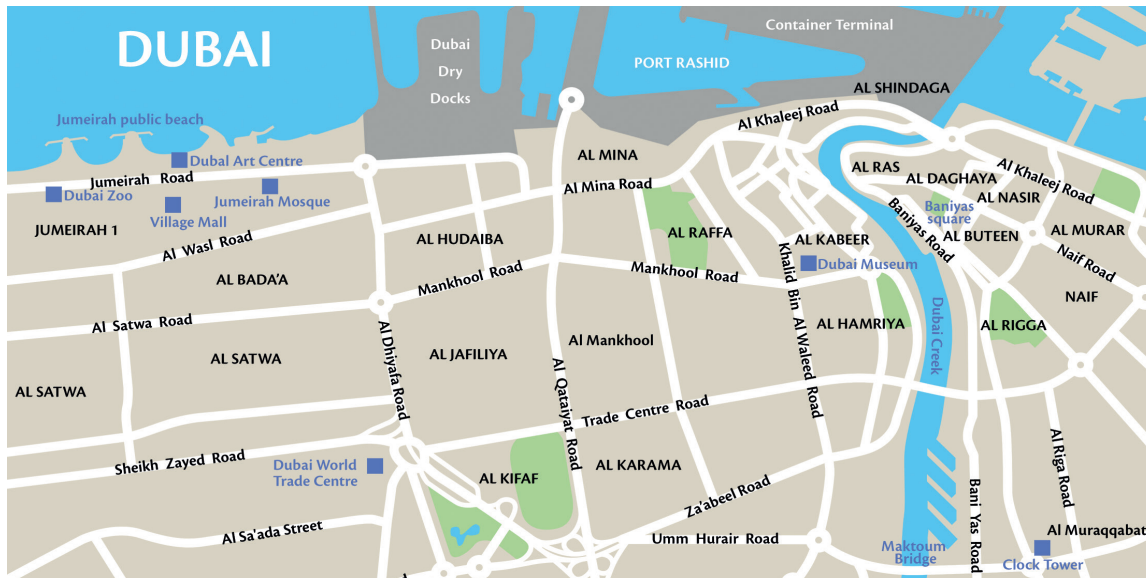 DUBAI
Dubai
Dry
Docks
Container Terminal
PORT RASHID
AL SHINDAGA
Jumeirah public beach
Al Khaleej Road
Dubal Art Centre
Jumeirah Road
Dubai Zoo
Village Mall
Jumeirah Mosque
AL MINA
Al Mina Road
AL RAS
AL DAGHAYA
AL NASIR
Al Khaleej Road
Baniyas
square
Baniyas Road
AL BUTEEN
AL MURAR
Naif Road
NAIF
JUMEIRAH 1
Al Wasl Road
AL HUDAIBA
AL RAFFA
AL KABEER
Dubai Museum
AL BADA'A
Mankhool Road
Mankhool Road
Khalid Bin Al Waleed Road
Al Satwa Road
Al Dhiyafa Road
AL SATWA
AL SATWA
AL JAFILIYA
Al Mankhool
AL HAMRIYA
Dubai Creek
AL RIGGA
Al Qataiyat Road
Trade Centre Road
Sheikh Zayed Road
Dubai World
Trade Centre
AL KIFAF
AL KARAMA
Za'abeel Road
Al Sa'ada Street
Umm Hurair Road
Maktoum
Bridge
Bani Yas Road
Al Riga Road
Al Muraqqabat
Clock Tower